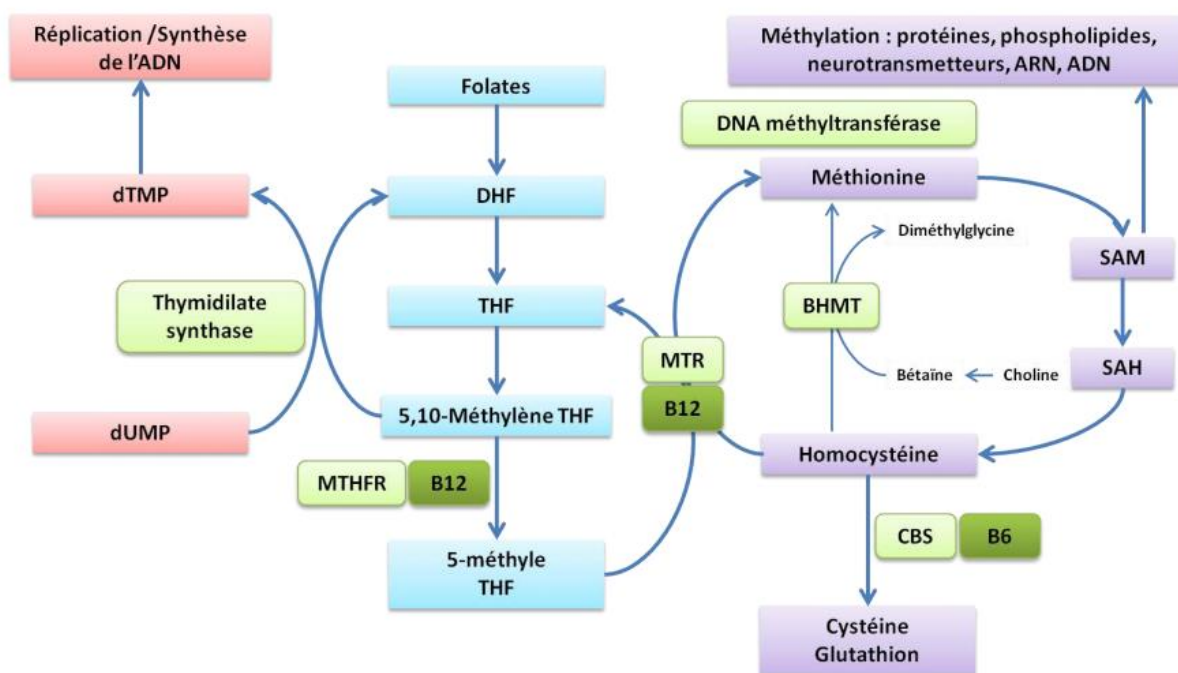 Réplication /Synthèse
de l'ADN
Méthylation : protéines, phospholipides,
neurotransmetteurs, ARN, ADN
Folates
DNA méthyltransférase
dTMP
DHF
Méthionine
Diméthylglycine
SAM
Thymidilate
synthase
THF
BHMT
MTR
SAH
Bétaïne
Choline
B12
dUMP
5,10-Méthylène THF
Homocystéine
MTHFR
B12
CBS
B6
5-méthyle
THF
Cystéine
Glutathion